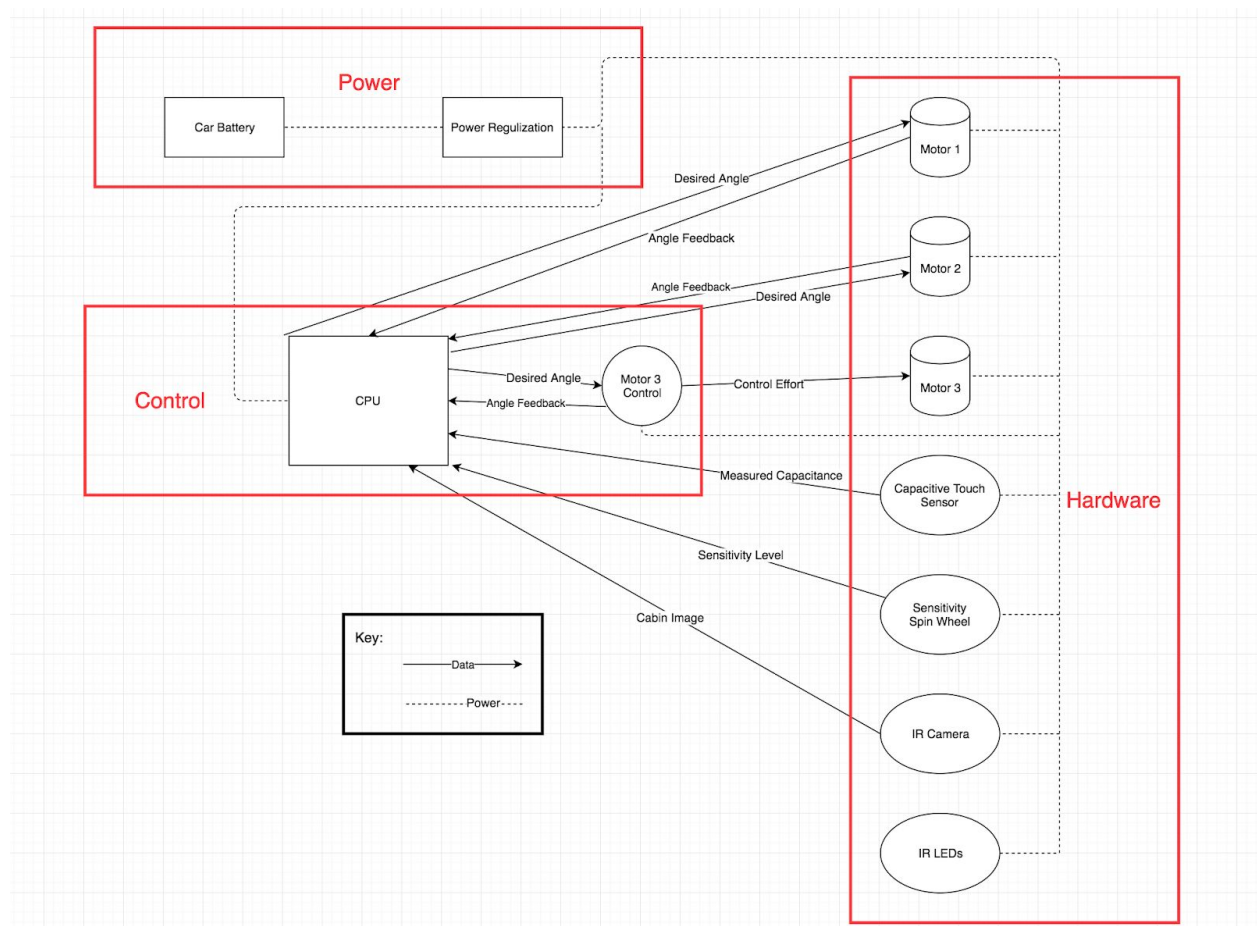 Power
Car Battery
Power Regulization
Motor 1
Desired Angle
Angle Feedback
Motor 2
Angle Feedback
Desired Angle
Control
CPU
Desired Angle
Angle Feedback
Motor 3
Control
Control Effort
Motor 3
Measured Capacitance
Capacitive Touch
Sensor
Hardware
Sensitivity Level
Sensitivity
Spin Wheel
Cabin Image
Key:
Data
Power
IR Camera
IR LEDs